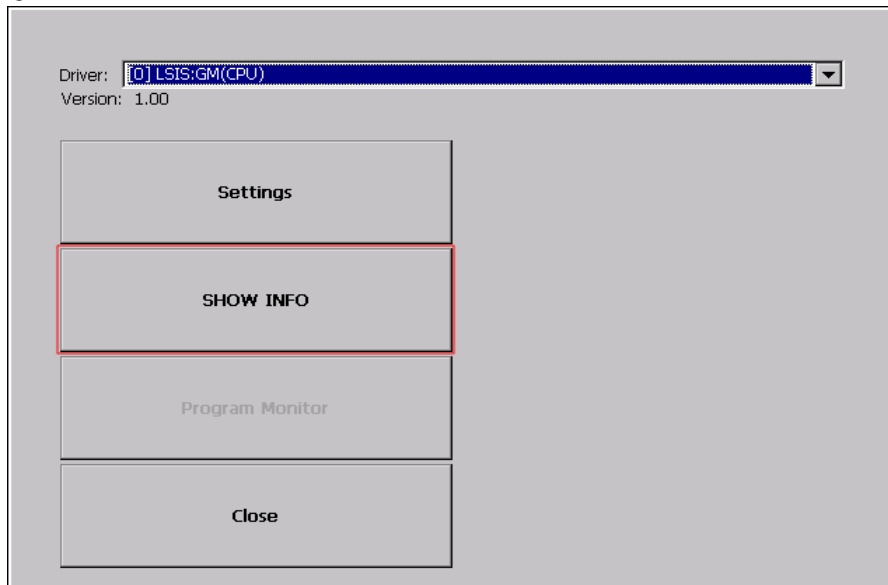 Driver: [0] LSIS:GM(CPU)
Version: 1.00
Settings
SHOW INFO
Program Monitor
Close